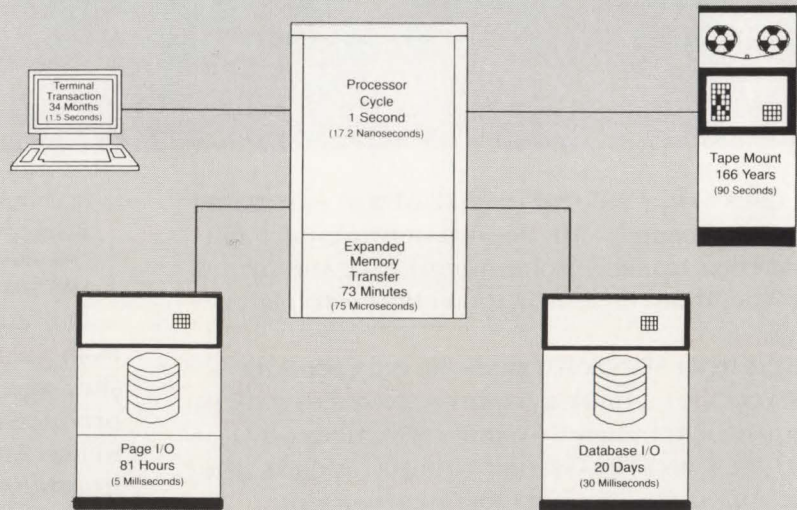 Terminal
Transaction
34 Months
(1.5 Seconds)
Processor
Cycle
1 Second
(17.2 Nanoseconds)
Tape Mount
166 Years
(90 Seconds)
Expanded
Memory
Transfer
73 Minutes
(75 Microseconds)
Page I/O
81 Hours
(5 Milliseconds)
Database I/O
20 Days
(30 Milliseconds)